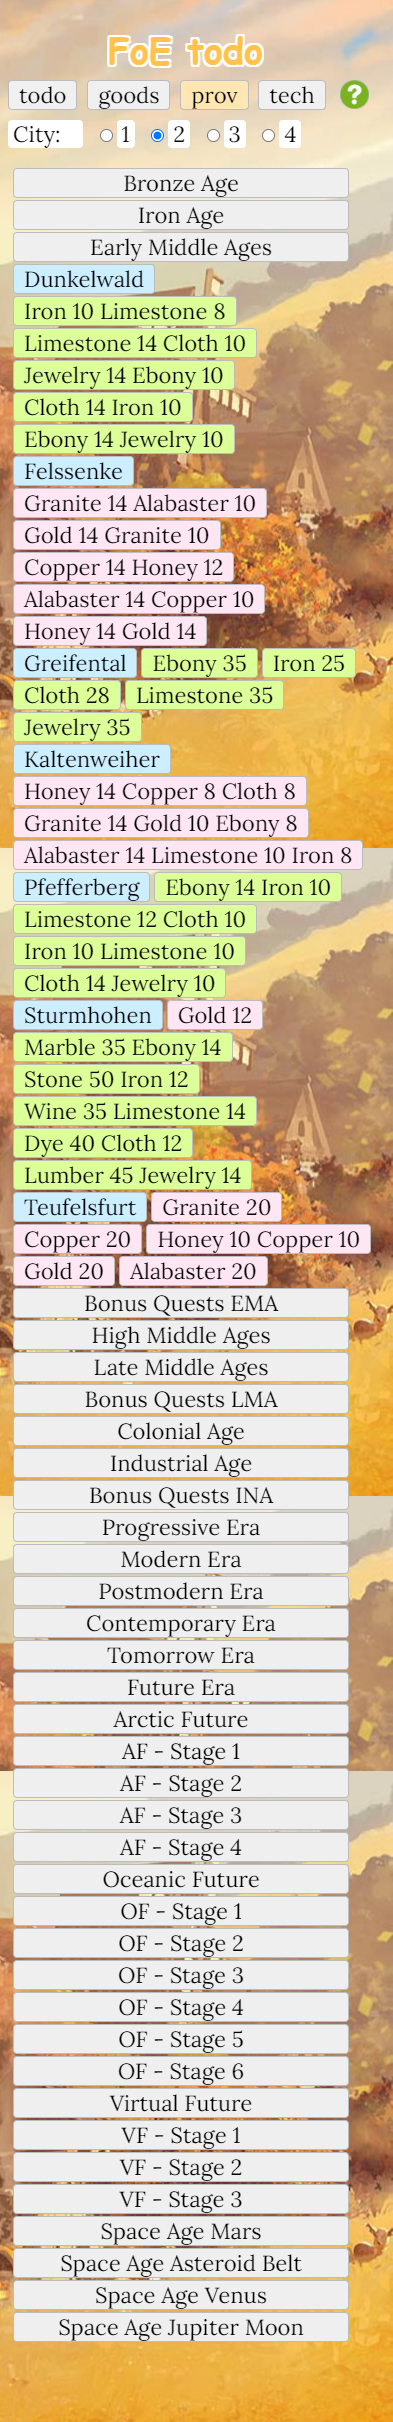 FoE todo
todo goods prov tech ?
City: 1 2 3 4
Bronze Age
Iron Age
Early Middle Ages
Dunkelwald
Iron 10 Limestone 8
Limestone 14 Cloth 10
Jewelry 14 Ebony 10
Cloth 14 Iron 10
Ebony 14 Jewelry 10
Felssenke
Granite 14 Alabaster 10
Gold 14 Granite 10
Copper 14 Honey 12
Alabaster 14 Copper 10
Honey 14 Gold 14
Greifental Ebony 35 Iron 25
Cloth 28 Limestone 35
Jewelry 35
Kaltenweiher
Honey 14 Copper 8 Cloth 8
Granite 14 Gold 10 Ebony 8
Alabaster 14 Limestone 10 Iron 8
Pfefferberg Ebony 14 Iron 10
Limestone 12 Cloth 10
Iron 10 Limestone 10
Cloth 14 Jewelry 10
Sturmhohen Gold 12
Marble 35 Ebony 14
Stone 50 Iron 12
Wine 35 Limestone 14
Dye 40 Cloth 12
Lumber 45 Jewelry 14
Teufelsfurt Granite 20
Copper 20 Honey 10 Copper 10
Gold 20 Alabaster 20
Bonus Quests EMA
High Middle Ages
Late Middle Ages
Bonus Quests LMA
Colonial Age
Industrial Age
Bonus Quests INA
Progressive Era
Modern Era
Postmodern Era
Contemporary Era
Tomorrow Era
Future Era
Arctic Future
AF - Stage 1
AF - Stage 2
AF - Stage 3
AF - Stage 4
Oceanic Future
OF - Stage 1
OF - Stage 2
OF - Stage 3
OF - Stage 4
OF - Stage 5
OF - Stage 6
Virtual Future
VF - Stage 1
VF - Stage 2
VF - Stage 3
Space Age Mars
Space Age Asteroid Belt
Space Age Venus
Space Age Jupiter Moon